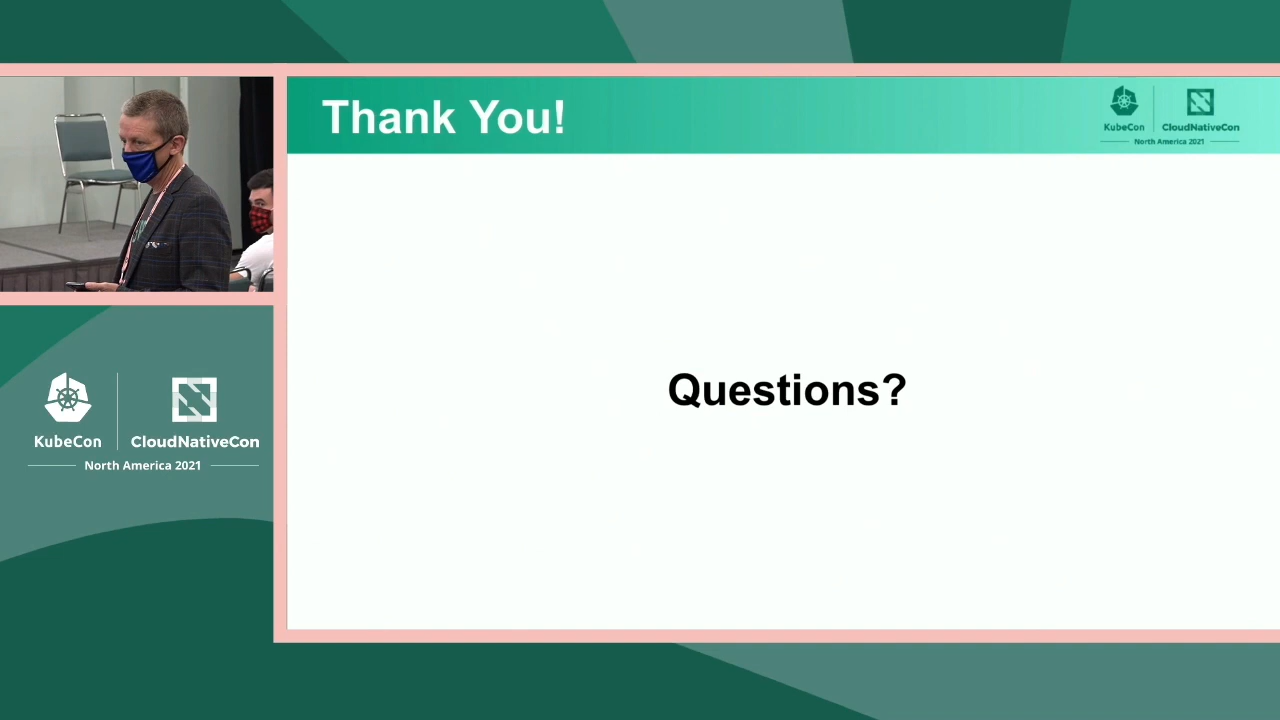 Thank You!
KubeCon
CloudNativeCon
North America 2021
Questions?
KubeCon
CloudNativeCon
North America 2021